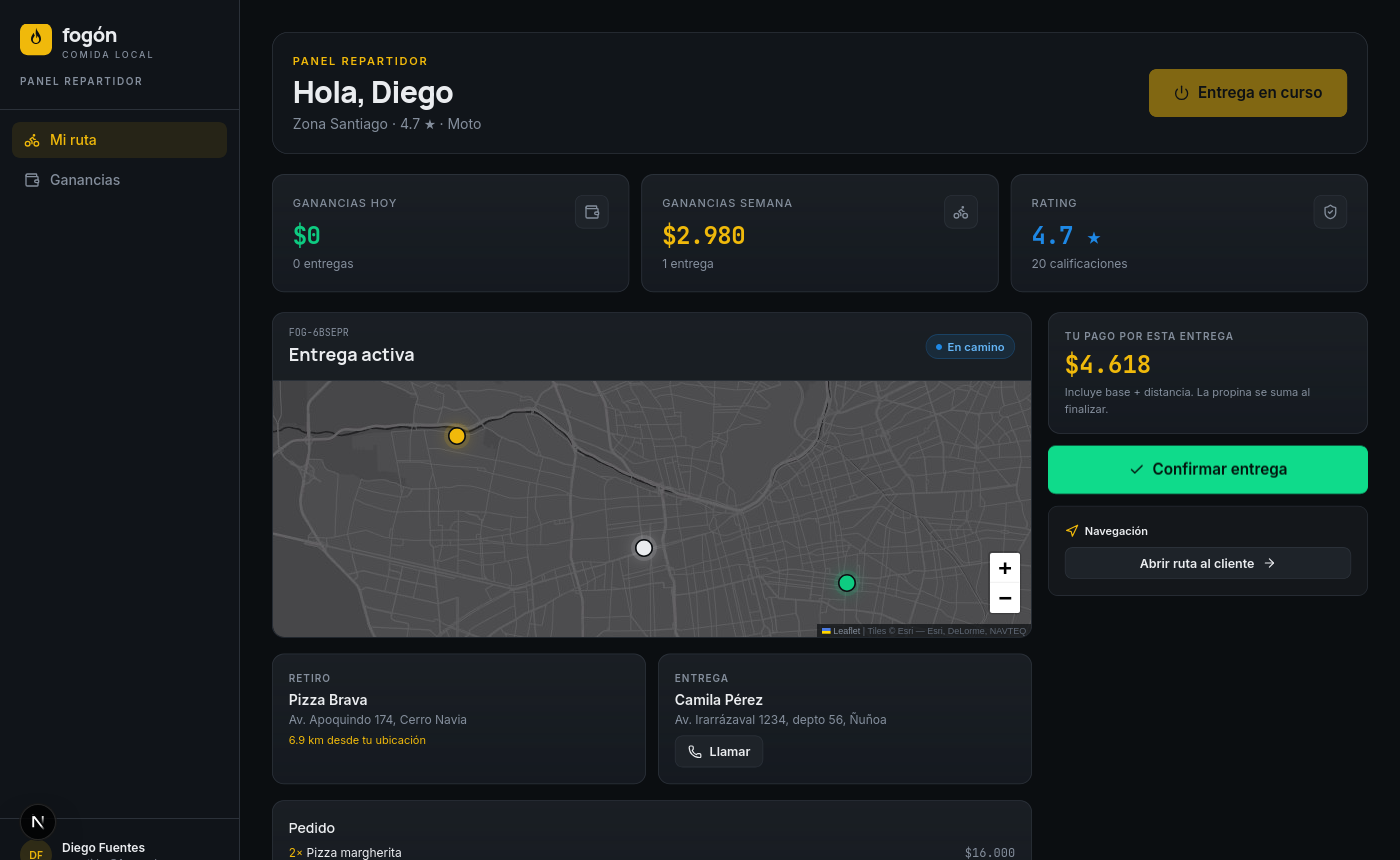 fogón
COMIDA LOCAL
PANEL REPARTIDOR
Mi ruta
Ganancias
N
DF
Diego Fuentes
PANEL REPARTIDOR
Hola, Diego
Zona Santiago · 4.7 ★ · Moto
Entrega en curso
GANANCIAS HOY
$0
0 entregas
GANANCIAS SEMANA
$2.980
1 entrega
RATING
4.7 ★
20 calificaciones
FOG-6BSEPR
Entrega activa
En camino
+
−
Leaflet | Tiles © Esri — Esri, DeLorme, NAVTEQ
TU PAGO POR ESTA ENTREGA
$4.618
Incluye base + distancia. La propina se suma al
finalizar.
Confirmar entrega
Navegación
Abrir ruta al cliente
RETIRO
Pizza Brava
Av. Apoquindo 174, Cerro Navia
6.9 km desde tu ubicación
ENTREGA
Camila Pérez
Av. Irarrázaval 1234, depto 56, Ñuñoa
Llamar
Pedido
2× Pizza margherita $16.000